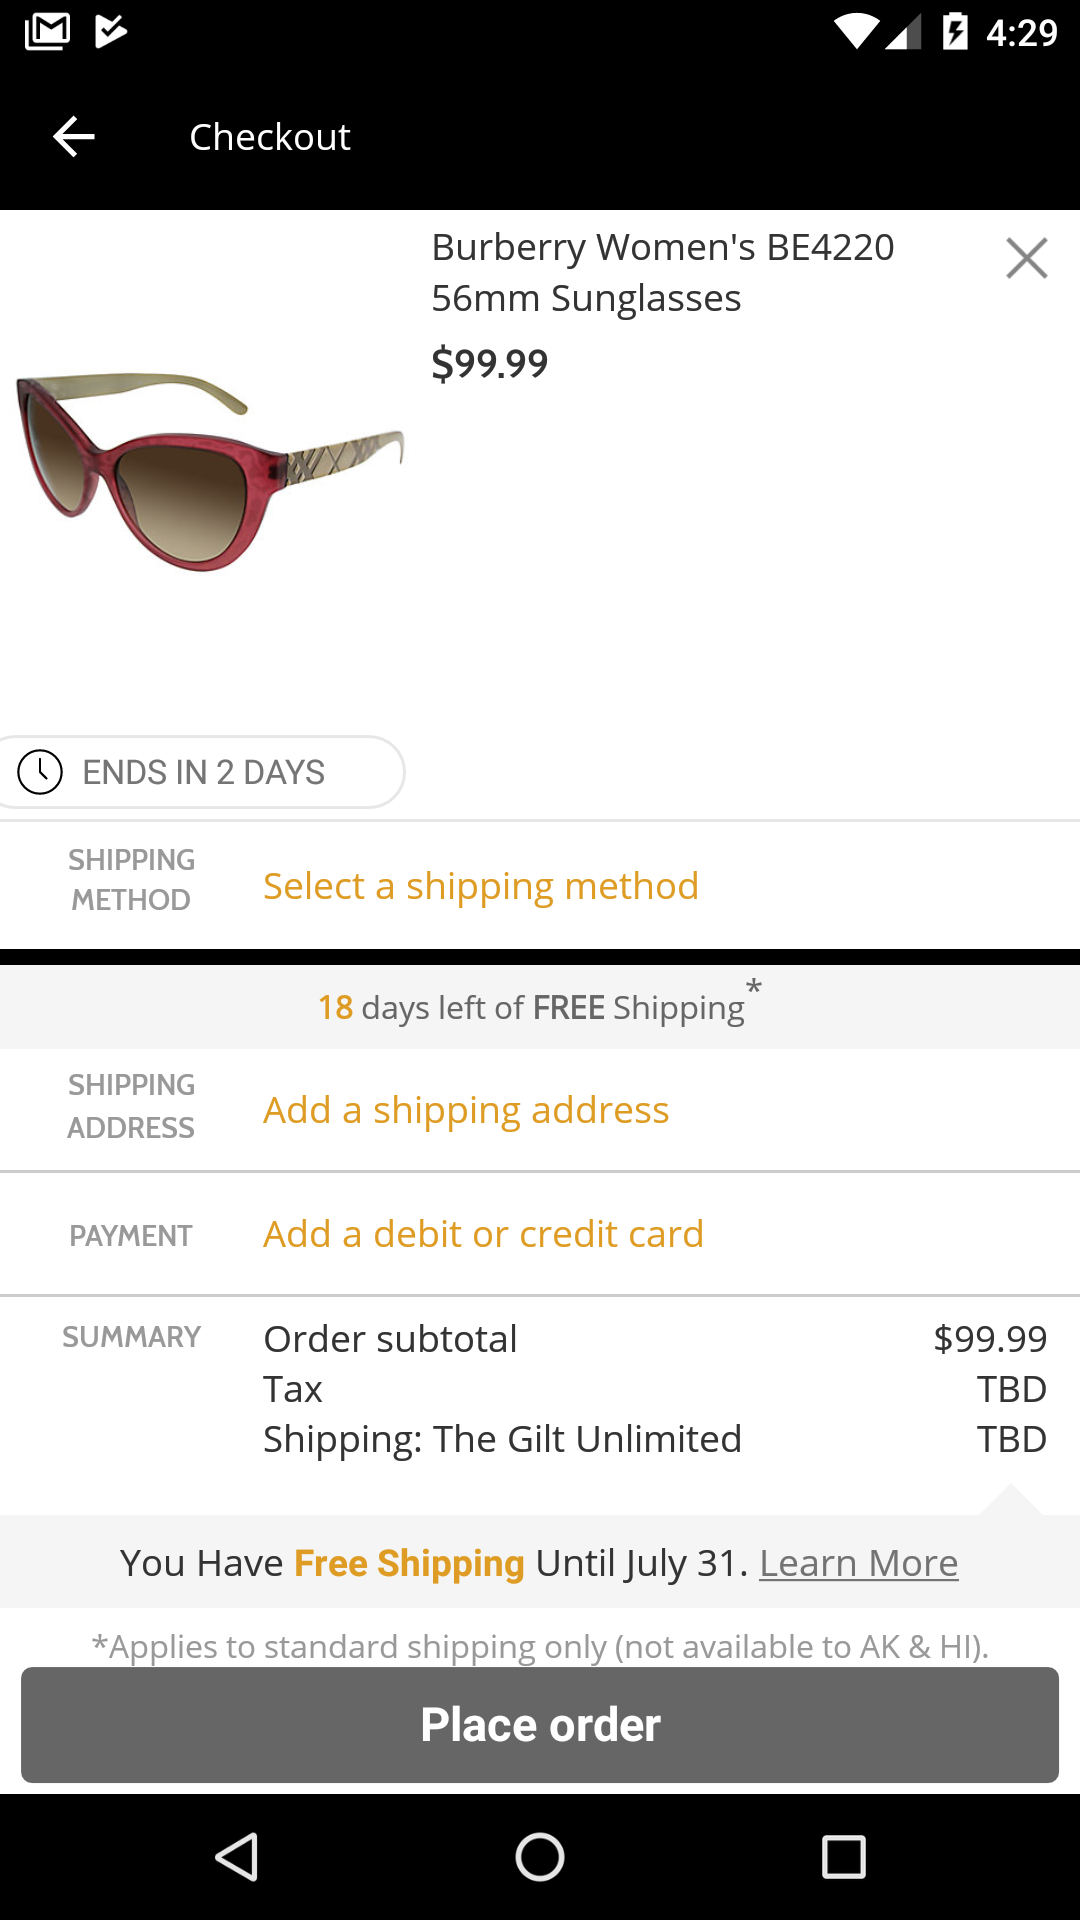 4:29
Checkout
Burberry Women's BE4220
56mm Sunglasses
$99.99
ENDS IN 2 DAYS
SHIPPING
METHOD
Select a shipping method
18 days left of FREE Shipping*
SHIPPING
ADDRESS
Add a shipping address
PAYMENT
Add a debit or credit card
SUMMARY
Order subtotal $99.99
Tax TBD
Shipping: The Gilt Unlimited TBD
You Have Free Shipping Until July 31. Learn More
*Applies to standard shipping only (not available to AK & HI).
Place order